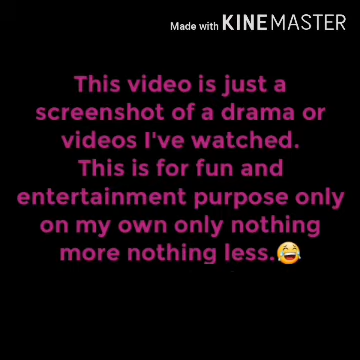 Made with KINEMASTER
This video is just a
screenshot of a drama or
videos I've watched.
This is for fun and
entertainment purpose only
on my own only nothing
more nothing less.😂